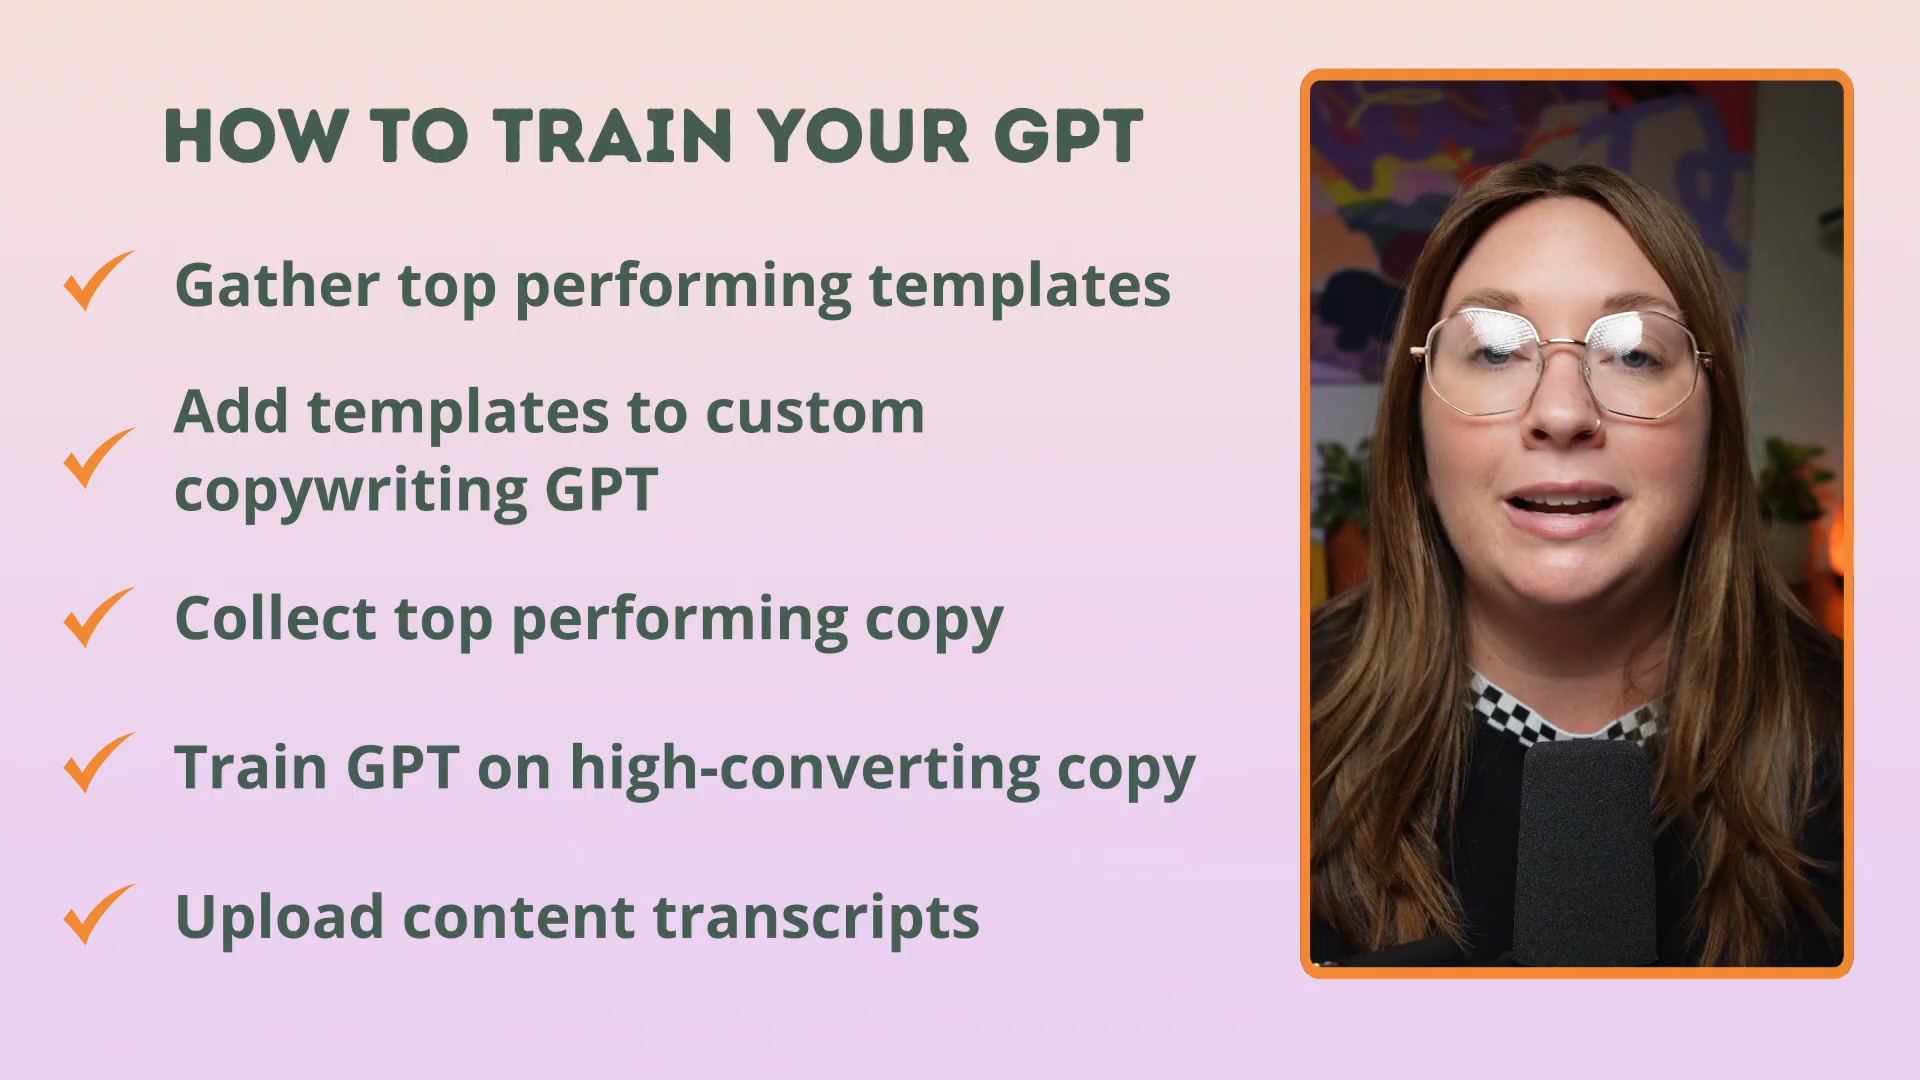 HOW TO TRAIN YOUR GPT
Gather top performing templates
Add templates to custom
copywriting GPT
Collect top performing copy
Train GPT on high-converting copy
Upload content transcripts